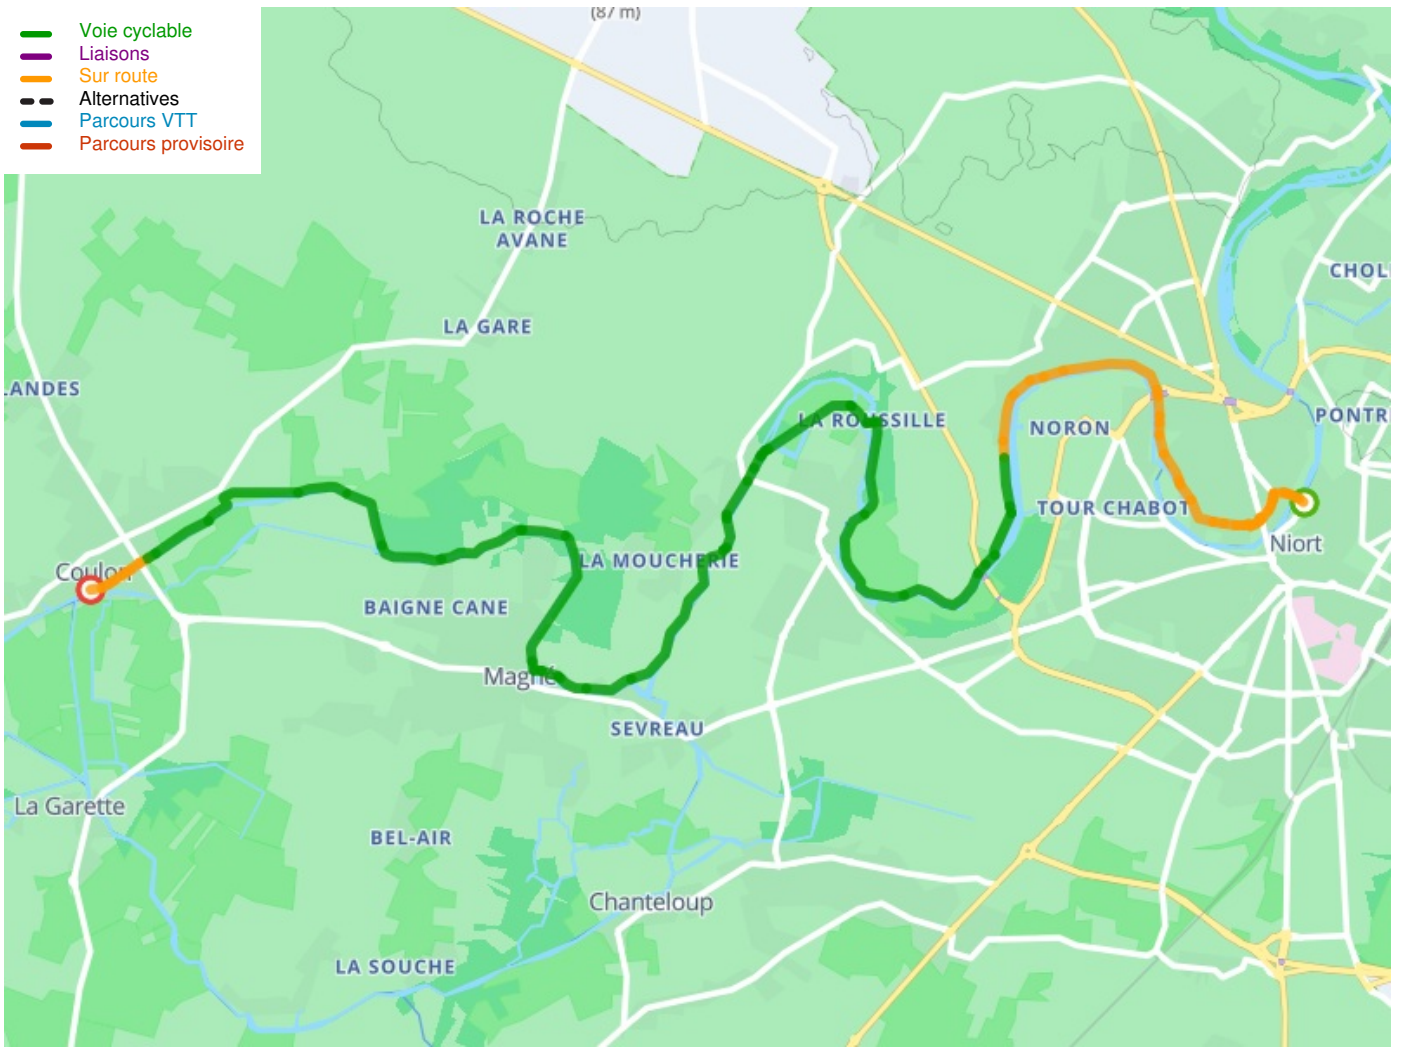 Voie cyclable
Liaisons
Sur route
Alternatives
Parcours VTT
Parcours provisoire
(87 m)
LA ROCHE
AVANE
CHOL
LA GARE
LANDES
LA ROUSSILLE
NORON
PONTR
TOUR CHABOT
Niort
LA MOUCHERIE
Coulon
BAIGNE CANE
Magné
SEVREAU
La Garette
BEL-AIR
Chanteloup
LA SOUCHE